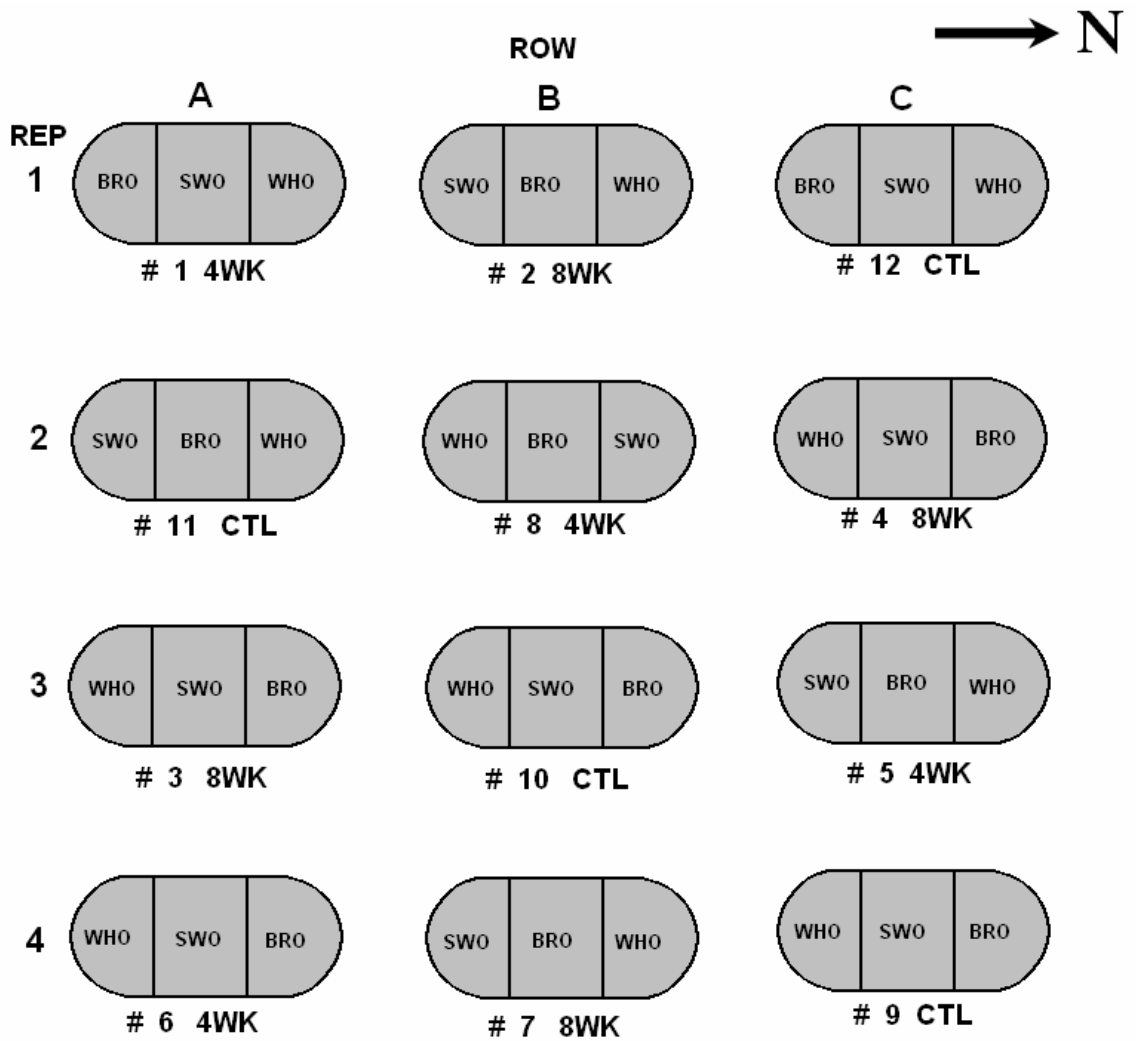 N
ROW
A B C
REP
1 BRO SWO WHO SWO BRO WHO BRO SWO WHO
# 1 4WK # 2 8WK # 12 CTL
2 SWO BRO WHO WHO BRO SWO WHO SWO BRO
# 11 CTL # 8 4WK # 4 8WK
3 WHO SWO BRO WHO SWO BRO SWO BRO WHO
# 3 8WK # 10 CTL # 5 4WK
4 WHO SWO BRO SWO BRO WHO WHO SWO BRO
# 6 4WK # 7 8WK # 9 CTL